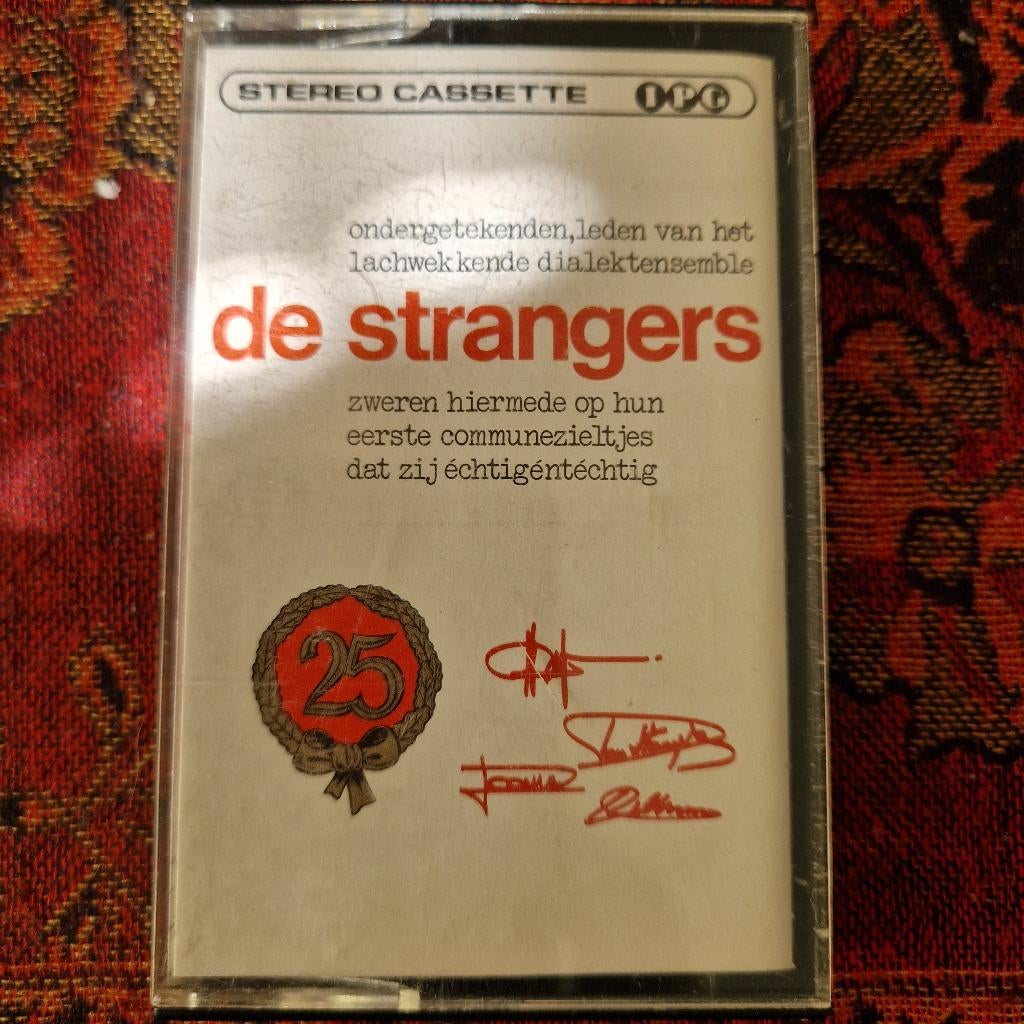 STEREO CASSETTE IPG
ondergetekenden,leden van het
lachwekkende dialektensemble
de strangers
zweren hiermede op hun
eerste communezieltjes
dat zij échtigéntéchtig
25